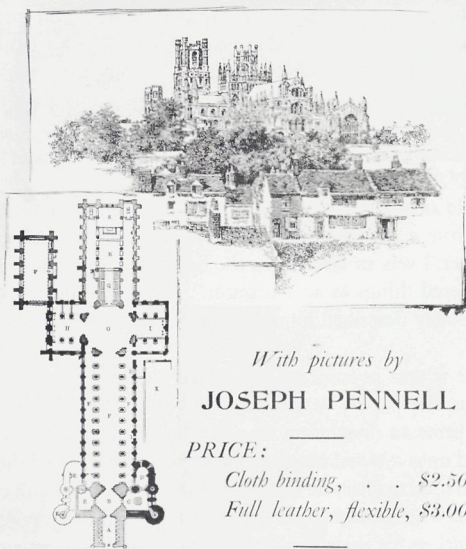 With pictures by
JOSEPH PENNELL
PRICE:
Cloth binding, . . $2.50
Full leather, flexible, $3.00